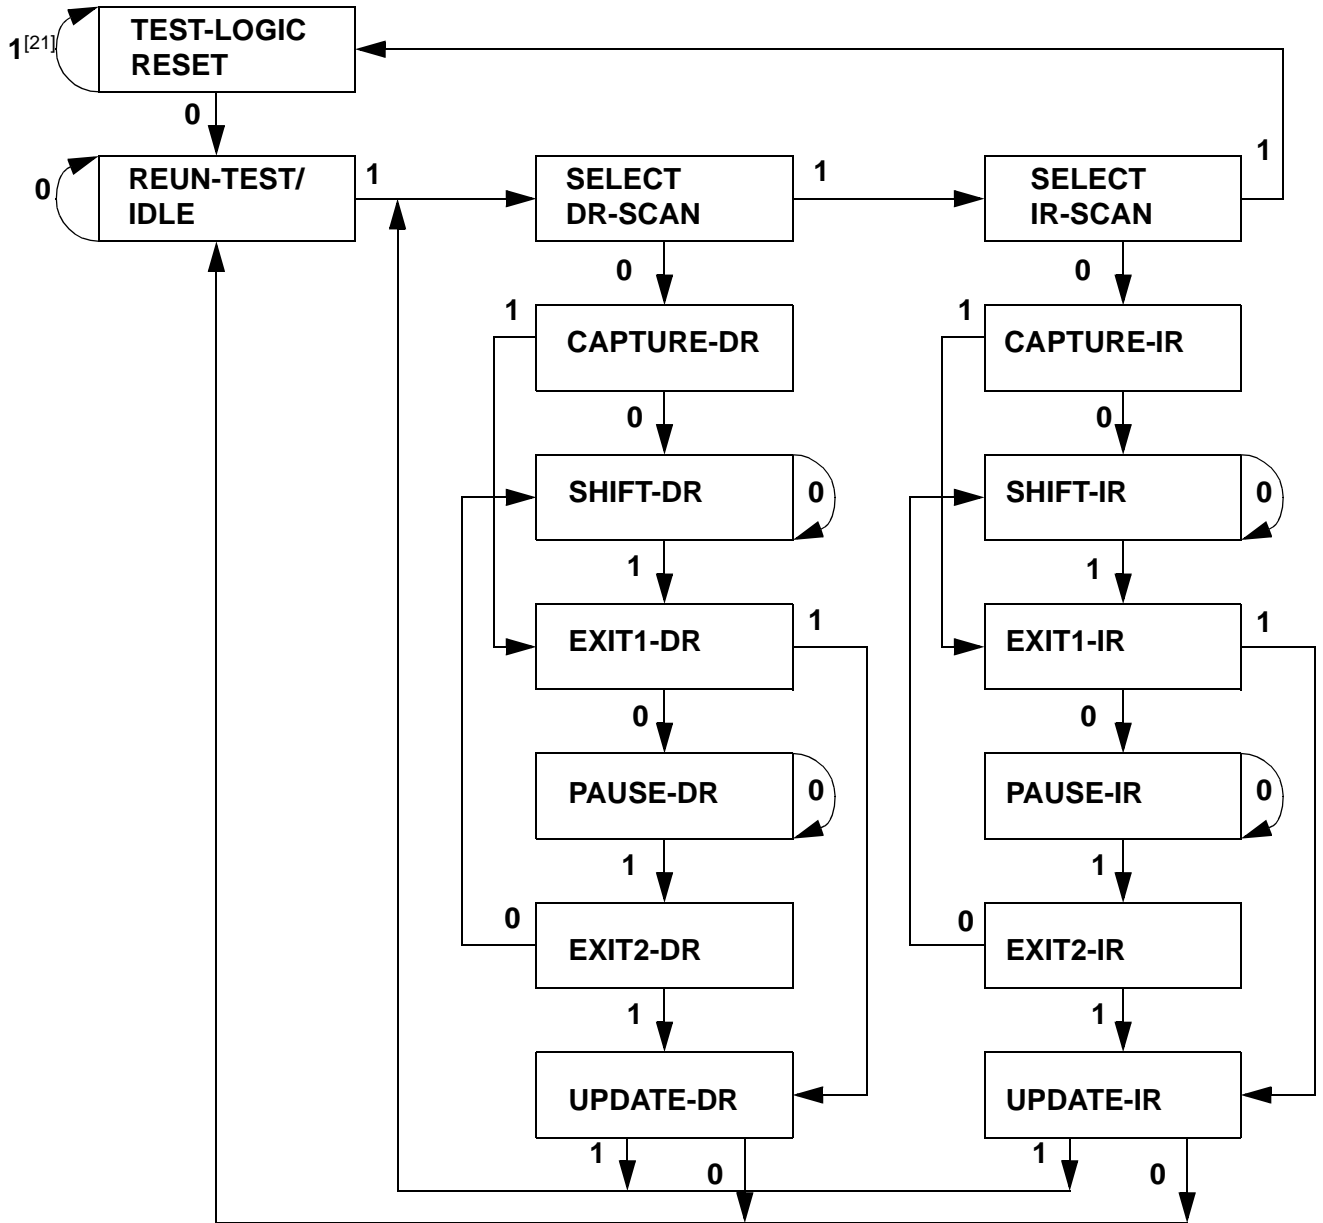 TEST-LOGIC
RESET
1[21]
0
REUN-TEST/
IDLE
0
1
SELECT
DR-SCAN
1
SELECT
IR-SCAN
1
0
0
1
CAPTURE-DR
1
CAPTURE-IR
0
0
SHIFT-DR
0
SHIFT-IR
0
1
1
EXIT1-DR
1
EXIT1-IR
1
0
0
PAUSE-DR
0
PAUSE-IR
0
1
1
0
EXIT2-DR
0
EXIT2-IR
1
1
UPDATE-DR
UPDATE-IR
1
0
1
0